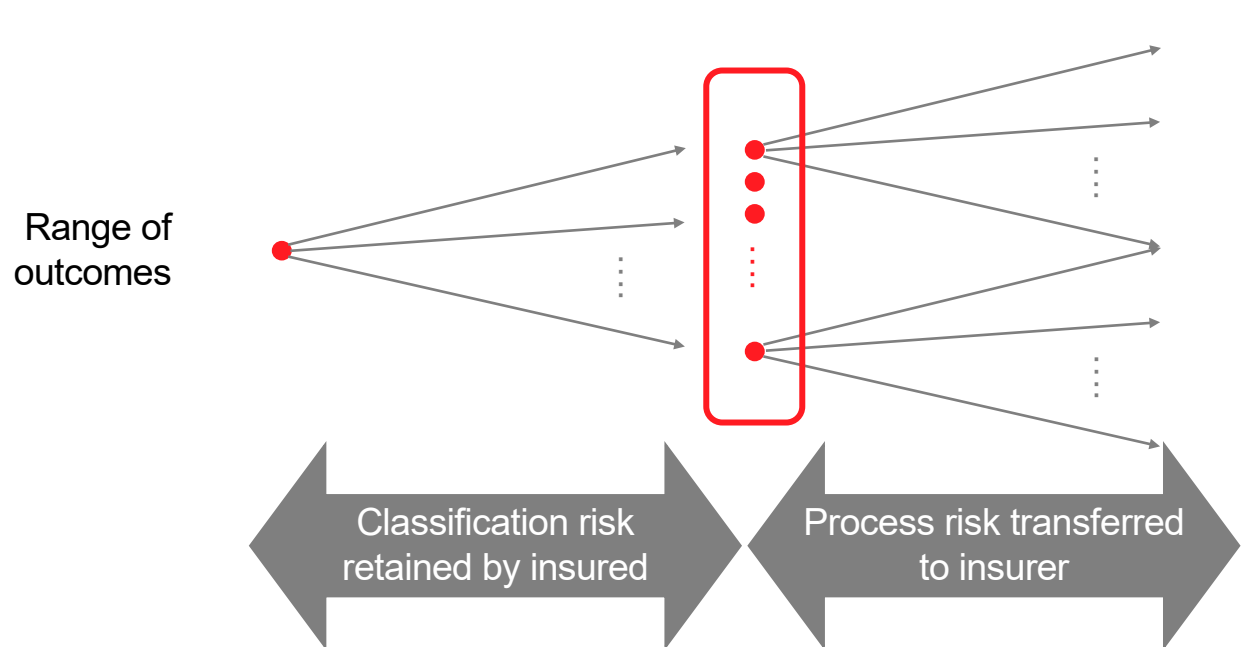 Range of
outcomes
Classification risk
retained by insured
Process risk transferred
to insurer